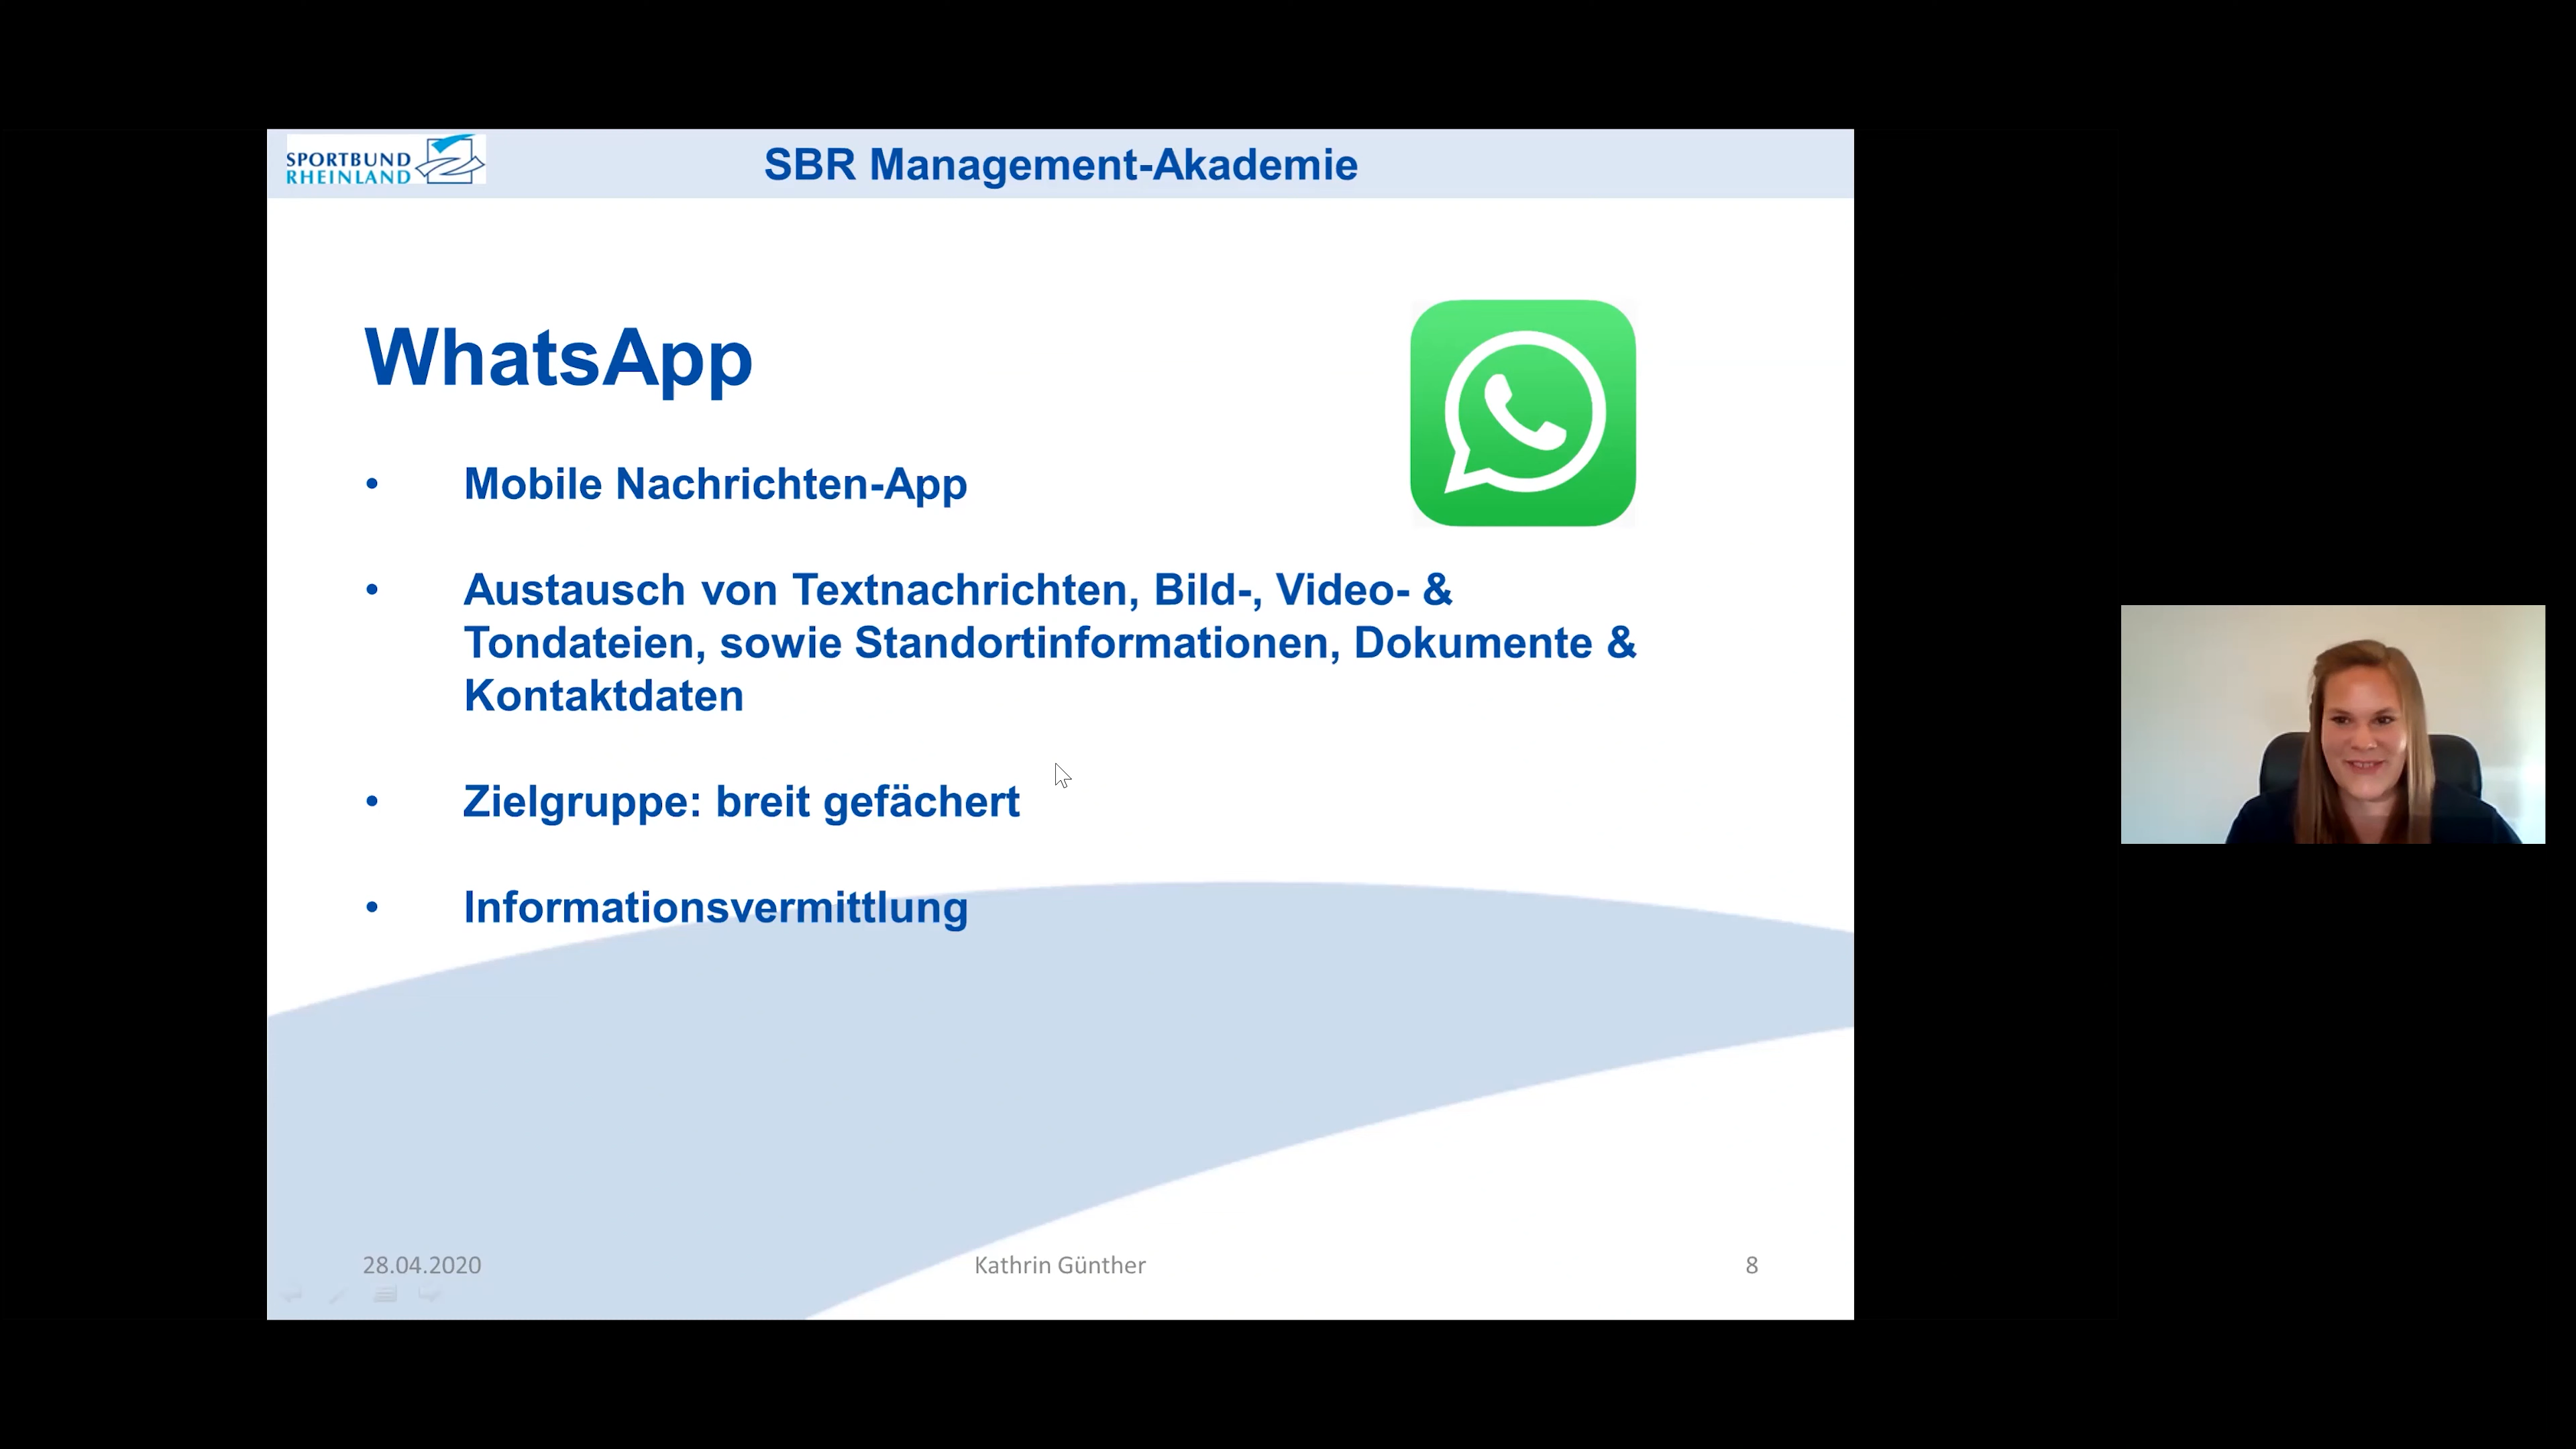 SPORTBUND
RHEINLAND
SBR Management-Akademie
WhatsApp
• Mobile Nachrichten-App
• Austausch von Textnachrichten, Bild-, Video- &
Tondateien, sowie Standortinformationen, Dokumente &
Kontaktdaten
• Zielgruppe: breit gefächert
• Informationsvermittlung
28.04.2020 Kathrin Günther 8